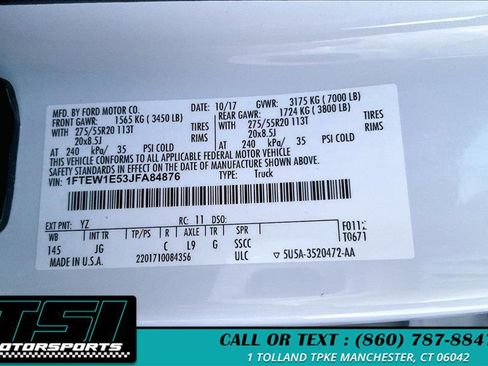 MFD. BY FORD MOTOR CO. 10/17 GVWR: 3175 KG ( 7000 LB)
FRONT GAWR: 1565 KG ( 3450 LB) REAR GAWR: 1724 KG ( 3800 LB)
WITH 275/55R20 113T TIRES WITH 275/55R20 113T TIRES
20x8.5J RIMS 20x8.5J RIMS
AT 240 kPa/ 35 PSI COLD AT 240 kPa/ 35 PSI COLD
THIS VEHICLE CONFORMS TO ALL APPLICABLE FEDERAL MOTOR VEHICLE
SAFETY STANDARDS IN EFFECT ON THE DATE OF MANUFACTURE SHOWN ABOVE.
VIN: 1FTEW1E53JFA84876 TYPE: Truck
EXT PNT: YZ RC: 11 DSO: F0112
WB INT TR TP/PS R AXLE TR SPR T0671
145 JG C L9 G SSCC
MADE IN U.S.A. 2201710084356 ULC 5U5A-3520472-AA
TSI
MOTORSPORTS
CALL OR TEXT : (860) 787-8847
1 TOLLAND TPKE MANCHESTER, CT 06042